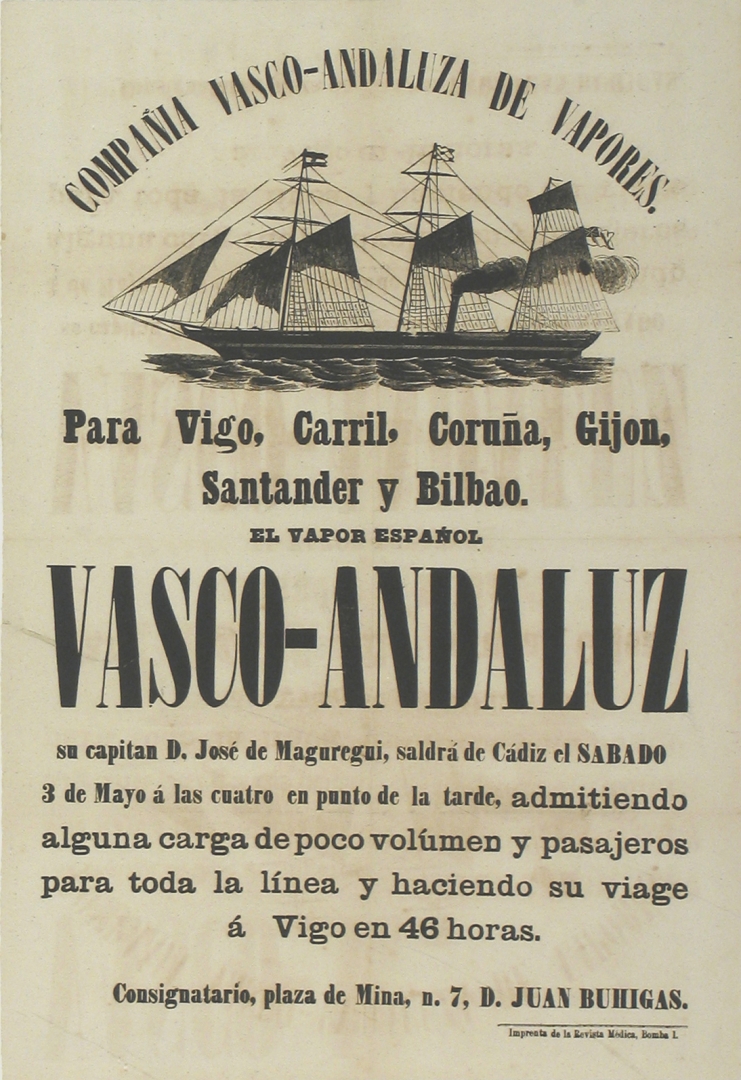 COMPAÑIA VASCO-ANDALUZA DE VAPORES.
Para Vigo, Carril, Coruña, Gijon,
Santander y Bilbao.
EL VAPOR ESPAÑOL
VASCO-ANDALUZ
su capitan D. José de Maguregui, saldrá de Cádiz el SABADO
3 de Mayo á las cuatro en punto de la tarde, admitiendo
alguna carga de poco volúmen y pasajeros
para toda la línea y haciendo su viage
á Vigo en 46 horas.
Consignatario, plaza de Mina, n. 7, D. JUAN BUHIGAS.
Imprenta de la Revista Médica, Bomba 1.